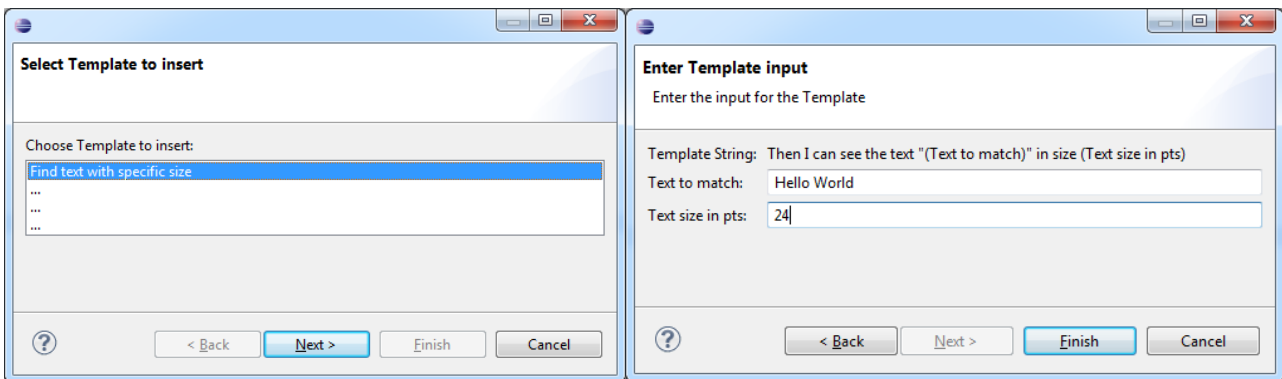 Select Template to insert
Choose Template to insert:
Find text with specific size
...
...
...
< Back
Next >
Finish
Cancel
Enter Template input
Enter the input for the Template
Template String: Then I can see the text "(Text to match)" in size (Text size in pts)
Text to match: Hello World
Text size in pts: 24
< Back
Next >
Finish
Cancel